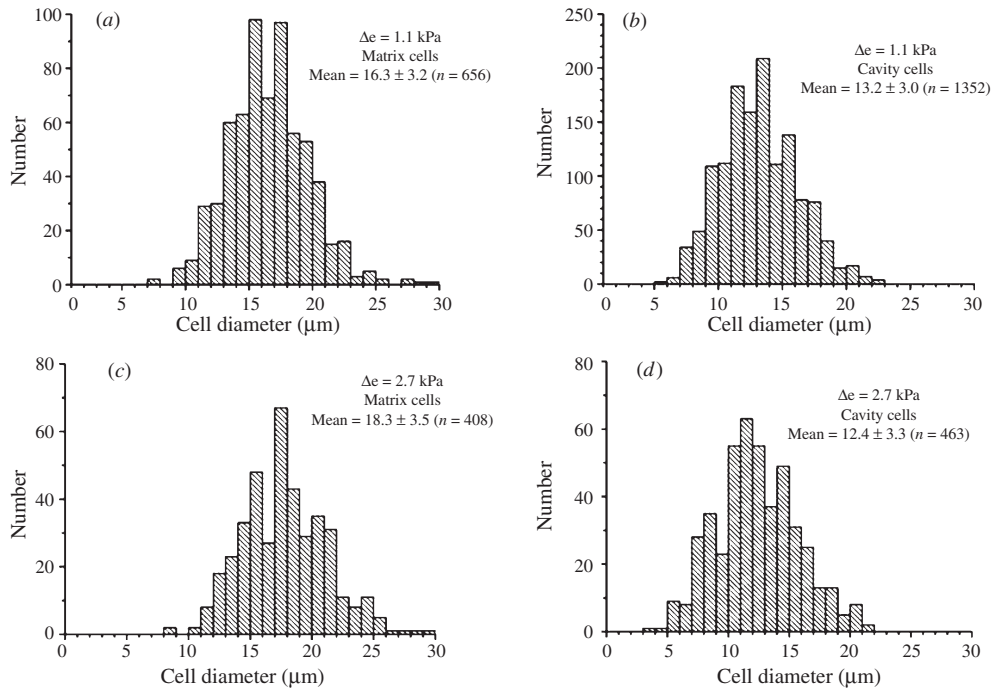 (a)
Δe = 1.1 kPa
Matrix cells
Mean = 16.3 ± 3.2 (n = 656)
100
80
60
40
20
0
Number
0 5 10 15 20 25 30
Cell diameter (μm)
(b)
Δe = 1.1 kPa
Cavity cells
Mean = 13.2 ± 3.0 (n = 1352)
250
200
150
100
50
0
Number
0 5 10 15 20 25 30
Cell diameter (μm)
(c)
Δe = 2.7 kPa
Matrix cells
Mean = 18.3 ± 3.5 (n = 408)
80
60
40
20
0
Number
0 5 10 15 20 25 30
Cell diameter (μm)
(d)
Δe = 2.7 kPa
Cavity cells
Mean = 12.4 ± 3.3 (n = 463)
80
60
40
20
0
Number
0 5 10 15 20 25 30
Cell diameter (μm)